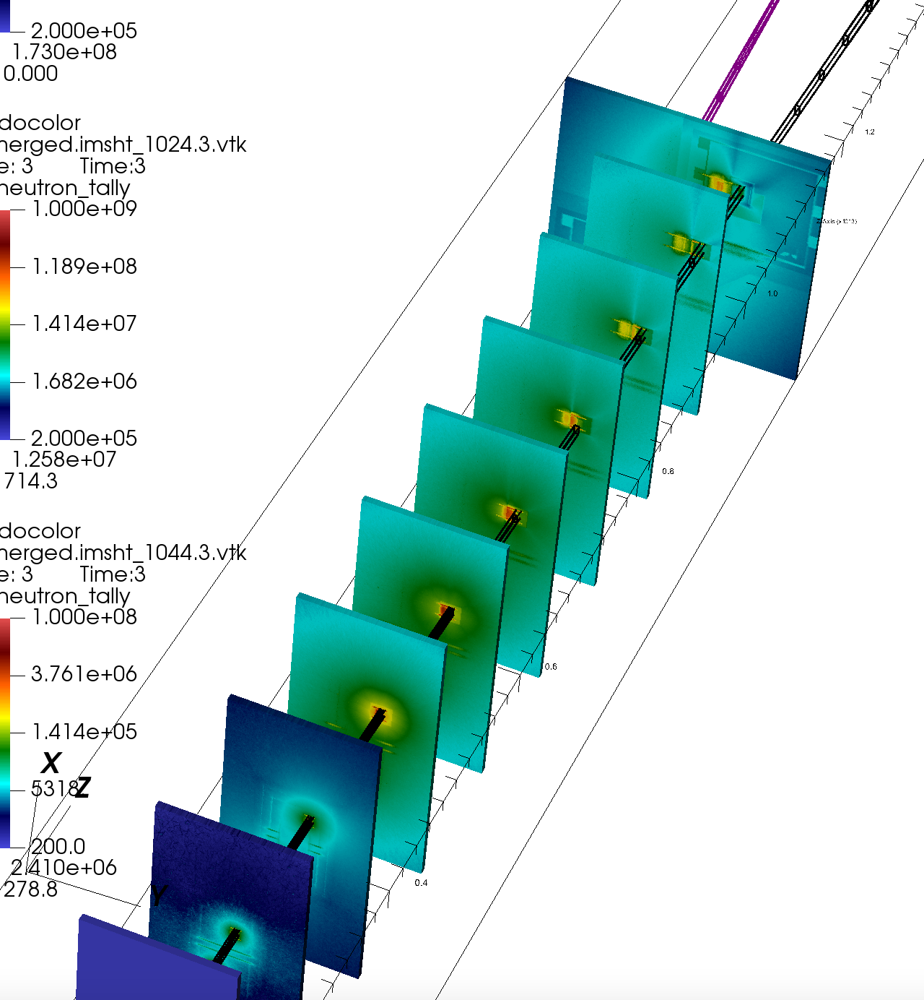 2.000e+05
1.730e+08
0.000
docolor
nerged.imsht_1024.3.vtk
e: 3 Time:3
neutron_tally
1.000e+09
1.189e+08
1.414e+07
1.682e+06
2.000e+05
1.258e+07
714.3
docolor
nerged.imsht_1044.3.vtk
e: 3 Time:3
neutron_tally
1.000e+08
3.761e+06
1.414e+05
5318.
200.0
2.410e+06
278.8
X
Z
Y
1.2
Z-Axis (x10^3)
1.0
0.8
0.6
0.4